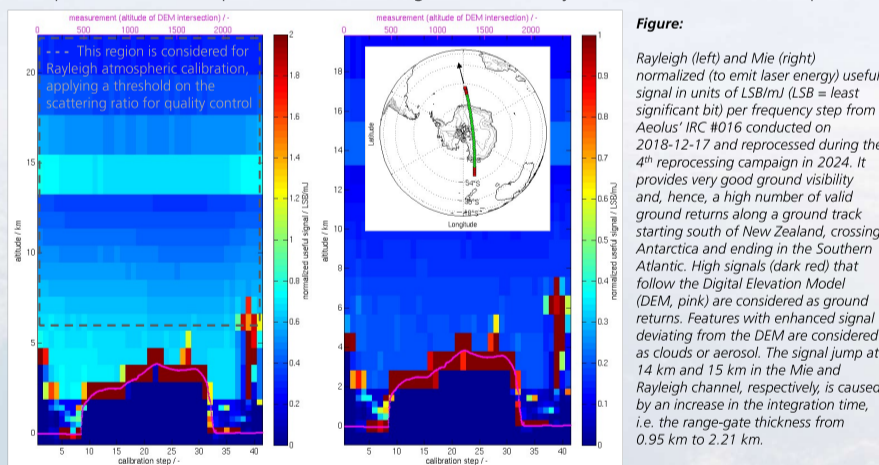 measurement (altitude of DEM intersection) / -
0 500 1000 1500 2000
--- This region is considered for
Rayleigh atmospheric calibration,
applying a threshold on the
scattering ratio for quality control
20
15
10
5
0
altitude / km
5 10 15 20 25 30 35 40
calibration step / -
2
1.8
1.6
1.4
1.2
1
0.8
0.6
0.4
0.2
0
normalized useful signal / LSB/mJ
measurement (altitude of DEM intersection) / -
0 500 1000 1500 2000
18
16
14
12
10
8
6
4
2
0
altitude / km
Latitude
Latitude
54°S
Longitude
5 10 15 20 25 30 35
calibration step / -
1
0.9
0.8
0.7
0.6
0.5
0.4
0.3
0.2
0.1
0
normalized useful signal / LSB/mJ
Figure:
Rayleigh (left) and Mie (right)
normalized (to emit laser energy) useful
signal in units of LSB/mJ (LSB = least
significant bit) per frequency step from
Aeolus' IRC #016 conducted on
2018-12-17 and reprocessed during the
4th reprocessing campaign in 2024. It
provides very good ground visibility
and, hence, a high number of valid
ground returns along a ground track
starting south of New Zealand, crossing
Antarctica and ending in the Southern
Atlantic. High signals (dark red) that
follow the Digital Elevation Model
(DEM, pink) are considered as ground
returns. Features with enhanced signal
deviating from the DEM are considered
as clouds or aerosol. The signal jump at
14 km and 15 km in the Mie and
Rayleigh channel, respectively, is caused
by an increase in the integration time,
i.e. the range-gate thickness from
0.95 km to 2.21 km.